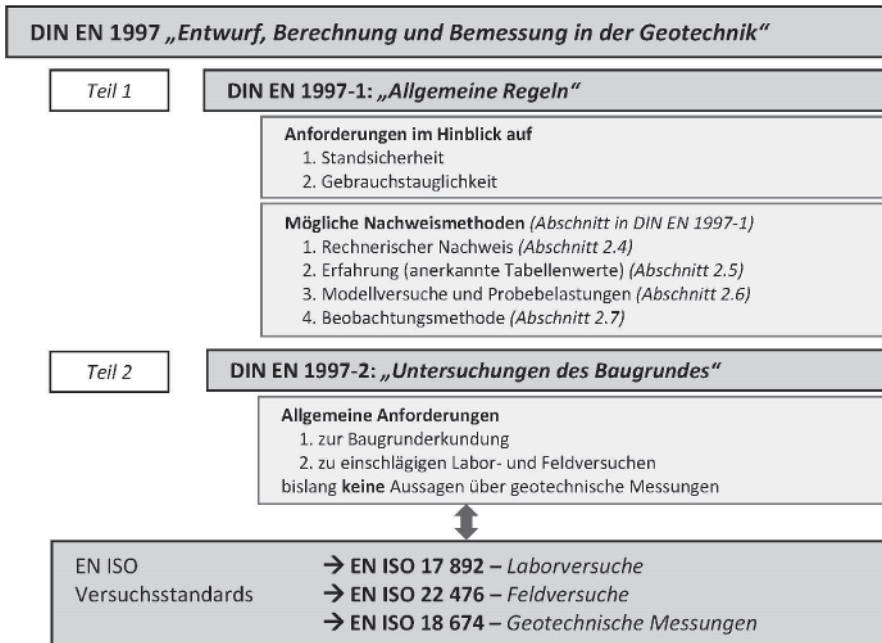 DIN EN 1997 „Entwurf, Berechnung und Bemessung in der Geotechnik“
Teil 1
DIN EN 1997-1: „Allgemeine Regeln“
Anforderungen im Hinblick auf
1. Standsicherheit
2. Gebrauchstauglichkeit
Mögliche Nachweismethoden (Abschnitt in DIN EN 1997-1)
1. Rechnerischer Nachweis (Abschnitt 2.4)
2. Erfahrung (anerkannte Tabellenwerte) (Abschnitt 2.5)
3. Modellversuche und Probebelastungen (Abschnitt 2.6)
4. Beobachtungsmethode (Abschnitt 2.7)
Teil 2
DIN EN 1997-2: „Untersuchungen des Baugrundes“
Allgemeine Anforderungen
1. zur Baugrunderkundung
2. zu einschlägigen Labor- und Feldversuchen
bislang keine Aussagen über geotechnische Messungen
EN ISO → EN ISO 17 892 – Laborversuche
Versuchsstandards → EN ISO 22 476 – Feldversuche
→ EN ISO 18 674 – Geotechnische Messungen